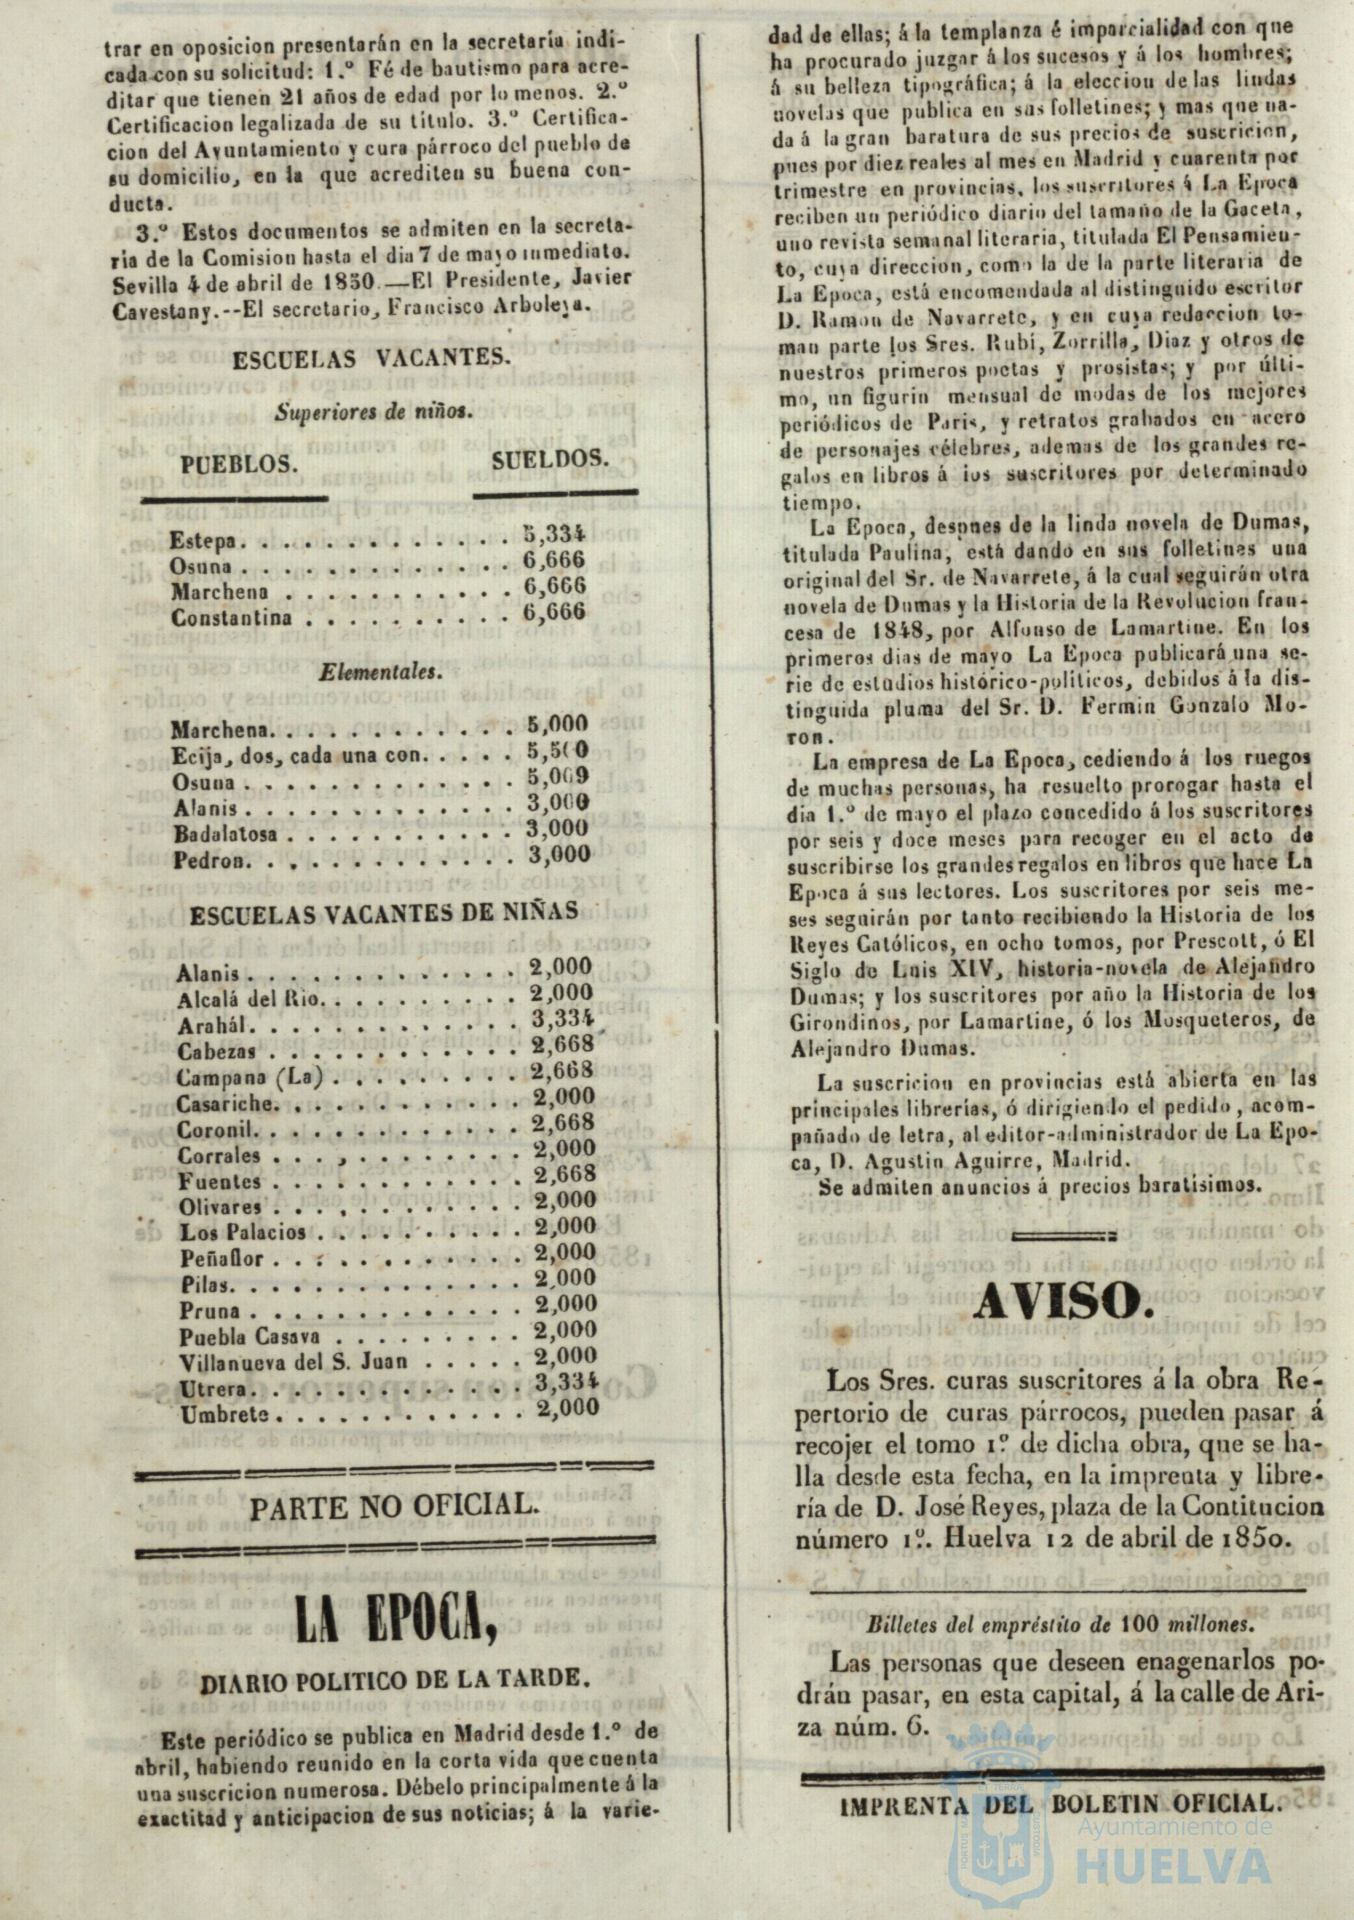 trar en oposicion presentarán en la secretaría indi-
cada con su solicitud: 1.º Fé de bautismo para acre-
ditar que tienen 21 años de edad por lo menos. 2.º
Certificacion legalizada de su título. 3.º Certifica-
cion del Ayuntamiento y cura párroco del pueblo de
su domicilio, en la que acrediten su buena con-
ducta.
3.º Estos documentos se admiten en la secreta-
ria de la Comision hasta el dia 7 de mayo inmediato.
Sevilla 4 de abril de 1850.—El Presidente, Javier
Cavestany.--El secretario, Francisco Arboleya.
ESCUELAS VACANTES.
Superiores de niños.
PUEBLOS. SUELDOS.
Estepa. . . . . . . . . . . . . 5,334
Osuna . . . . . . . . . . . . . 6,666
Marchena . . . . . . . . . . . 6,666
Constantina . . . . . . . . . . 6,666
Elementales.
Marchena. . . . . . . . . . . . 5,000
Ecija, dos, cada una con. . . . . 5,500
Osuna . . . . . . . . . . . . . 5,009
Alanis . . . . . . . . . . . . . 3,000
Badalatosa . . . . . . . . . . . 3,000
Pedron. . . . . . . . . . . . . 3,000
ESCUELAS VACANTES DE NIÑAS
Alanis . . . . . . . . . . . . . 2,000
Alcalá del Rio. . . . . . . . . . 2,000
Arahál. . . . . . . . . . . . . 3,334
Cabezas . . . . . . . . . . . . 2,668
Campana (La) . . . . . . . . . 2,668
Casariche. . . . . . . . . . . . 2,000
Coronil. . . . . . . . . . . . . 2,668
Corrales . . . . . . . . . . . . 2,000
Fuentes . . . . . . . . . . . . 2,668
Olivares . . . . . . . . . . . . 2,000
Los Palacios . . . . . . . . . . 2,000
Peñaflor . . . . . . . . . . . . 2,000
Pilas. . . . . . . . . . . . . . 2,000
Pruna . . . . . . . . . . . . . 2,000
Puebla Casava . . . . . . . . . 2,000
Villanueva del S. Juan . . . . . 2,000
Utrera. . . . . . . . . . . . . 3,334
Umbrete . . . . . . . . . . . . 2,000
PARTE NO OFICIAL.
LA EPOCA,
DIARIO POLITICO DE LA TARDE.
Este periódico se publica en Madrid desde 1.º de
abril, habiendo reunido en la corta vida que cuenta
una suscricion numerosa. Débelo principalmente á la
exactitad y anticipacion de sus noticias; á la varie-
dad de ellas; á la templanza é imparcialidad con que
ha procurado juzgar á los sucesos y á los hombres;
á su belleza tipográfica; á la eleccion de las lindas
novelas que publica en sus folletines; y mas que na-
da á la gran baratura de sus precios de suscricion,
pues por diez reales al mes en Madrid y cuarenta por
trimestre en provincias, los suscritores á La Epoca
reciben un periódico diario del tamaño de la Gaceta,
uno revista semanal literaria, titulada El Pensamien-
to, cuya direccion, como la de la parte literaria de
La Epoca, está encomendada al distinguido escritor
D. Ramon de Navarrete, y en cuya redaccion to-
man parte los Sres. Rubí, Zorrilla, Diaz y otros de
nuestros primeros poetas y prosistas; y por últi-
mo, un figurin mensual de modas de los mejores
periódicos de Paris, y retratos grabados en acero
de personajes célebres, ademas de los grandes re-
galos en libros á los suscritores por determinado
tiempo.
La Epoca, despues de la linda novela de Dumas,
titulada Paulina, está dando en sus folletines una
original del Sr. de Navarrete, á la cual seguirán otra
novela de Dumas y la Historia de la Revolucion fran-
cesa de 1848, por Alfonso de Lamartine. En los
primeros dias de mayo La Epoca publicará una se-
rie de estudios histórico-politicos, debidos á la dis-
tinguida pluma del Sr. D. Fermin Gonzalo Mo-
ron.
La empresa de La Epoca, cediendo á los ruegos
de muchas personas, ha resuelto prorogar hasta el
dia 1.º de mayo el plazo concedido á los suscritores
por seis y doce meses para recoger en el acto de
suscribirse los grandes regalos en libros que hace La
Epoca á sus lectores. Los suscritores por seis me-
ses seguirán por tanto recibiendo la Historia de los
Reyes Católicos, en ocho tomos, por Prescott, ó El
Siglo de Luis XIV, historia-novela de Alejandro
Dumas; y los suscritores por año la Historia de los
Girondinos, por Lamartine, ó los Mosqueteros, de
Alejandro Dumas.
La suscricion en provincias está abierta en las
principales librerías, ó dirigiendo el pedido, acom-
pañado de letra, al editor-administrador de La Epo-
ca, D. Agustin Aguirre, Madrid.
Se admiten anuncios á precios baratisimos.
AVISO.
Los Sres. curas suscritores á la obra Re-
pertorio de curas párrocos, pueden pasar á
recojer el tomo 1º. de dicha obra, que se ha-
lla desde esta fecha, en la imprenta y libre-
ría de D. José Reyes, plaza de la Contitucion
número 1º. Huelva 12 de abril de 1850.
Billetes del empréstito de 100 millones.
Las personas que deseen enagenarlos po-
drán pasar, en esta capital, á la calle de Ari-
za núm. 6.
IMPRENTA DEL BOLETIN OFICIAL.
Ayuntamiento de
HUELVA